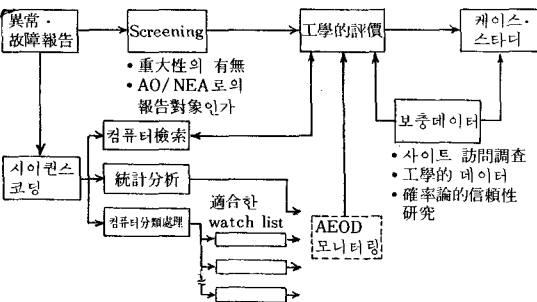 異常·
故障報告
Screening
工學的評價
케이스·
스타디
• 重大性의 有無
• AO/NEA로의
報告對象인가
컴퓨터檢索
보충데이터
시이퀀스
코딩
統計分析
• 사이트 訪問調査
• 工學的 데이터
• 確率論的信頼性
研究
컴퓨터分類處理
適合한
watch list
AEOD
모니터링